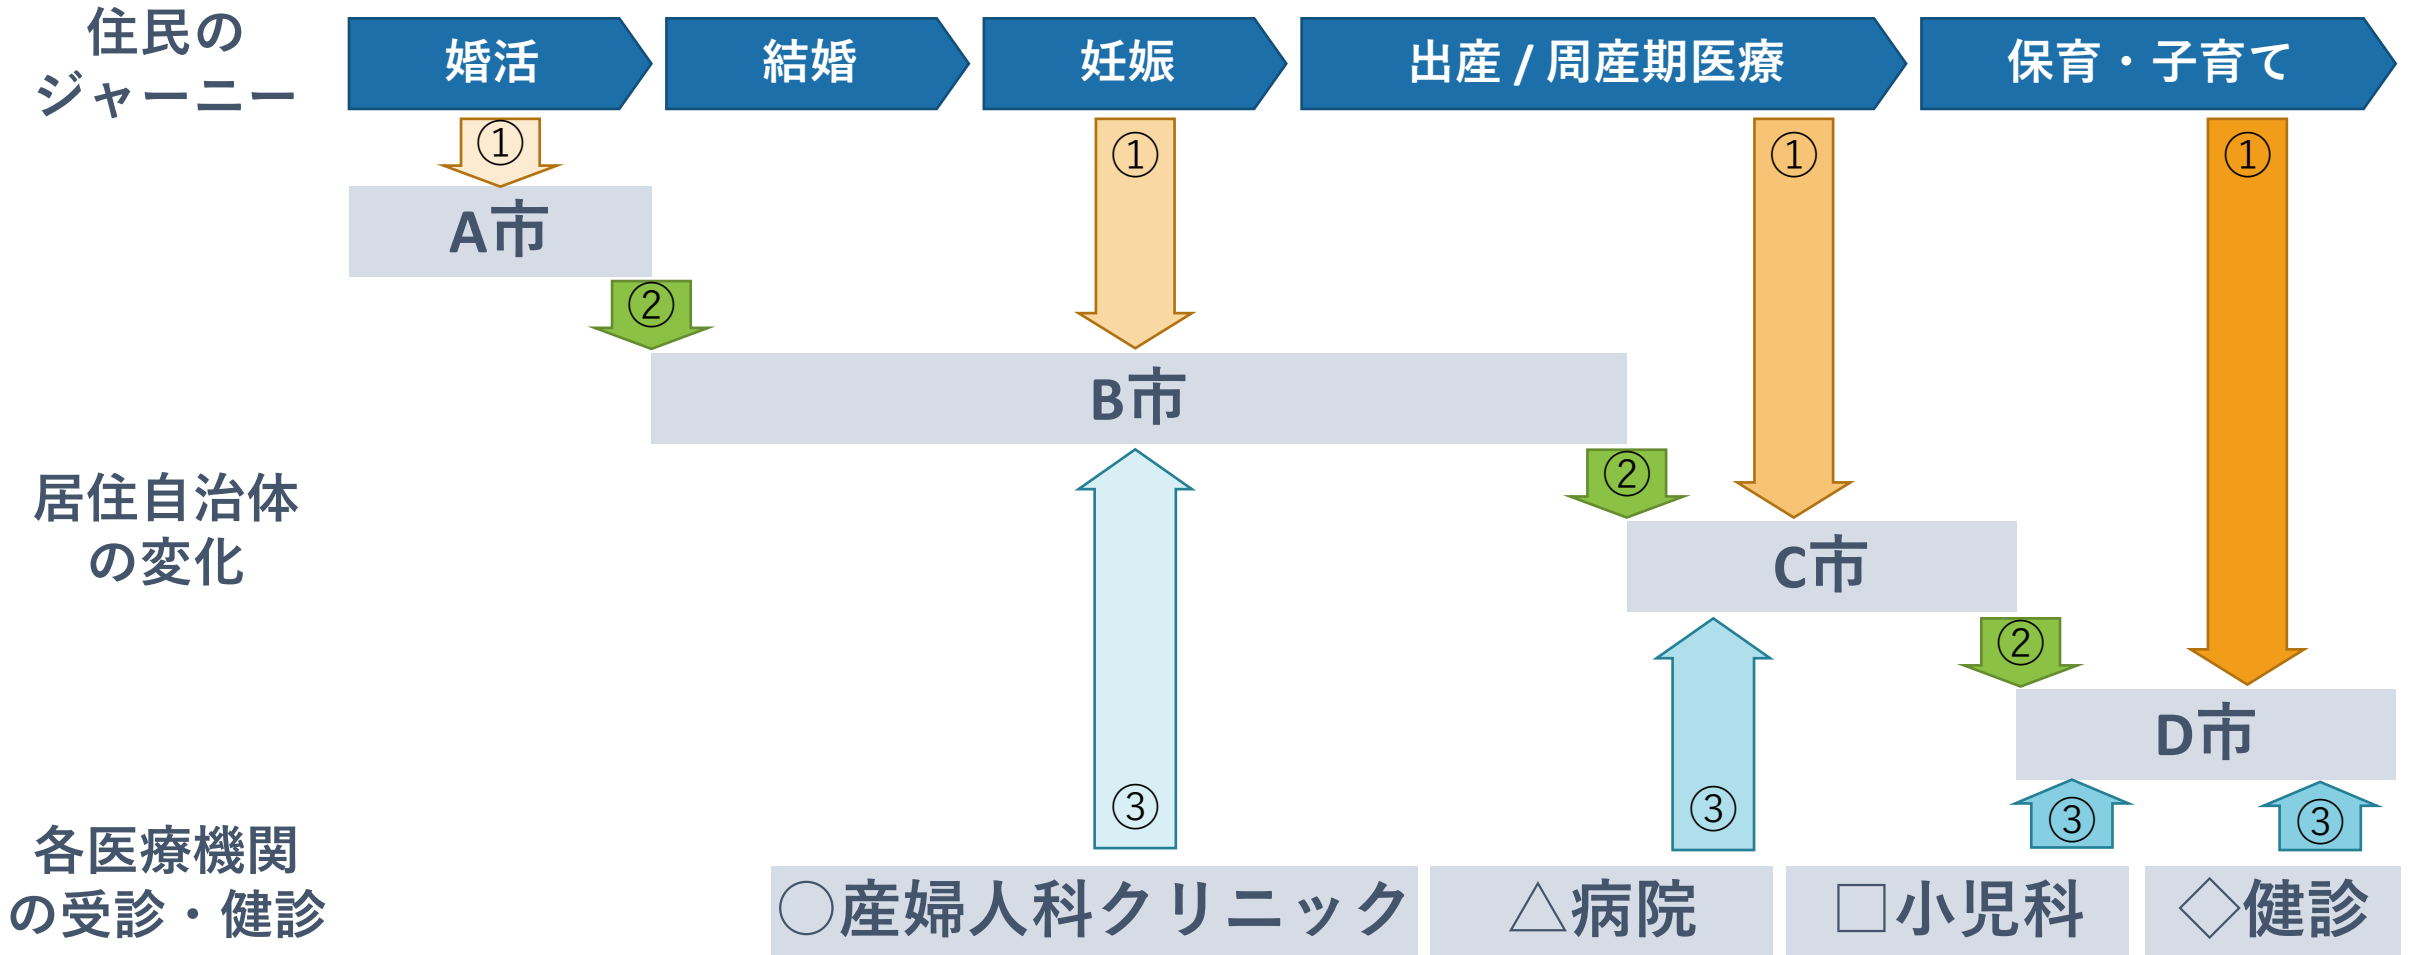 住民の
ジャーニー
婚活
結婚
妊娠
出産 / 周産期医療
保育・子育て
①
①
①
①
A市
②
B市
②
居住自治体
の変化
C市
②
D市
③
③
③
③
各医療機関
の受診・健診
○産婦人科クリニック
△病院
□小児科
◇健診